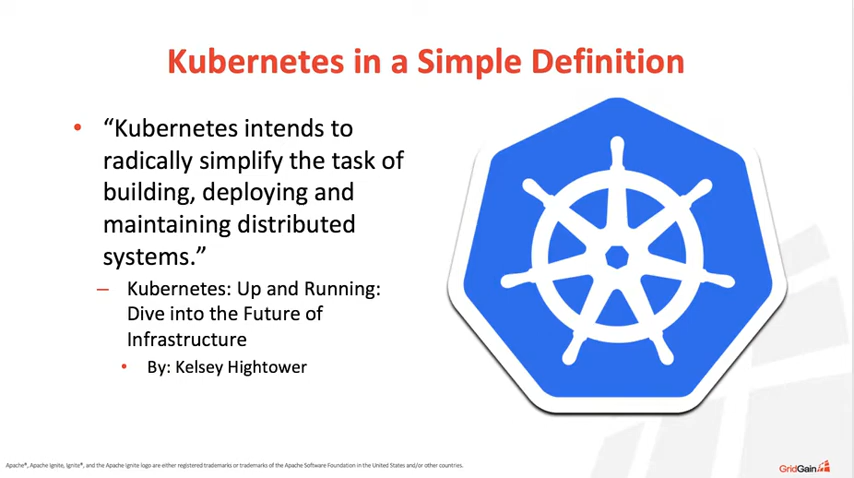 Kubernetes in a Simple Definition
• “Kubernetes intends to
radically simplify the task of
building, deploying and
maintaining distributed
systems.”
– Kubernetes: Up and Running:
Dive into the Future of
Infrastructure
• By: Kelsey Hightower
Apache®, Apache Ignite, Ignite®, and the Apache Ignite logo are either registered trademarks or trademarks of the Apache Software Foundation in the United States and/or other countries.
GridGain